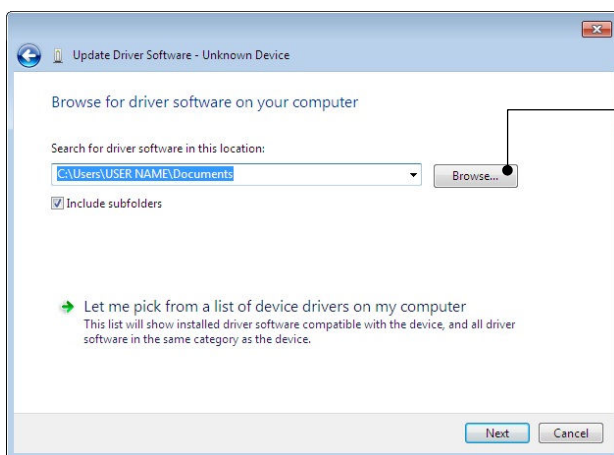 Update Driver Software - Unknown Device
Browse for driver software on your computer
Search for driver software in this location:
C:\Users\USER NAME\Documents
Browse...
Include subfolders
Let me pick from a list of device drivers on my computer
This list will show installed driver software compatible with the device, and all driver
software in the same category as the device.
Next
Cancel